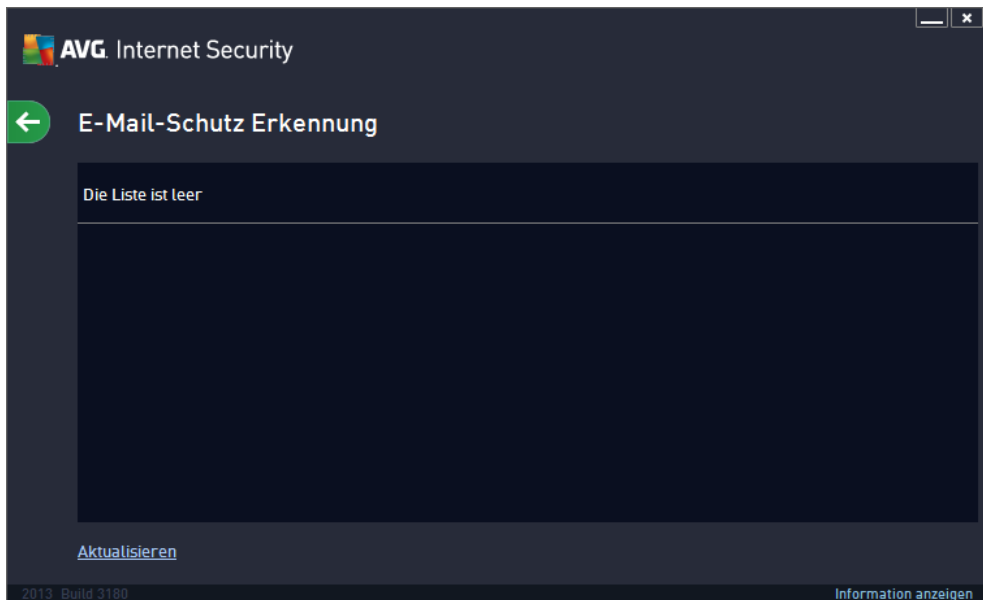 AVG. Internet Security
E-Mail-Schutz Erkennung
Die Liste ist leer
Aktualisieren
2013 Build 3180
Information anzeigen